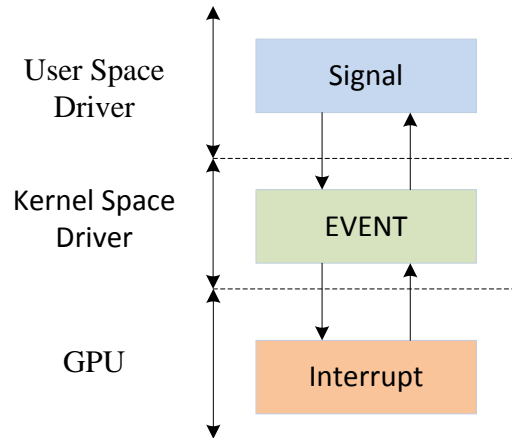 User Space
Driver
Signal
Kernel Space
Driver
EVENT
GPU
Interrupt